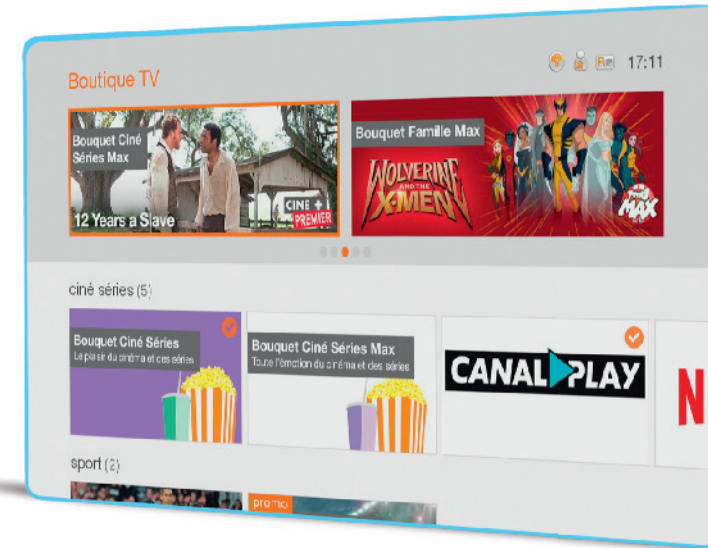 Boutique TV
17:11
Bouquet Ciné
Séries Max
12 Years a Slave
CINE +
PREMIER
Bouquet Famille Max
WOLVERINE
AND THE
X-MEN
MAX
ciné séries (5)
Bouquet Ciné Séries
Le plaisir du cinéma et des séries
Bouquet Ciné Séries Max
Toute l'émotion du cinéma et des séries
CANAL PLAY
N
sport (2)
promo